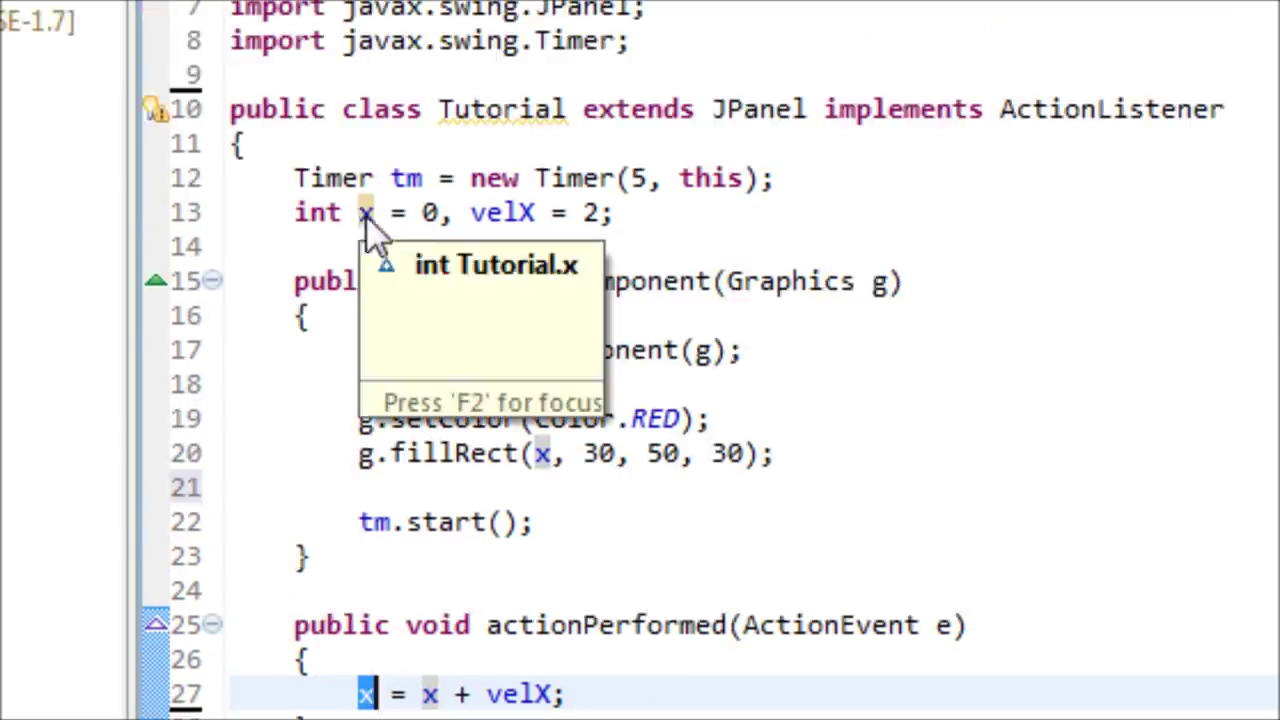 SE-1.7]
7 import javax.swing.JPanel;
8 import javax.swing.Timer;
9
10 public class Tutorial extends JPanel implements ActionListener
11 {
12 Timer tm = new Timer(5, this);
13 int x = 0, velX = 2;
14
int Tutorial.x
15 publ mponent(Graphics g)
16 {
17 onent(g);
18
Press 'F2' for focus
19 g.setColor(Color.RED);
20 g.fillRect(x, 30, 50, 30);
21
22 tm.start();
23 }
24
25 public void actionPerformed(ActionEvent e)
26 {
27 x = x + velX;